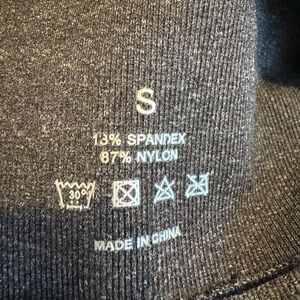 S
13% SPANDEX
87% NYLON
30°
MADE IN CHINA